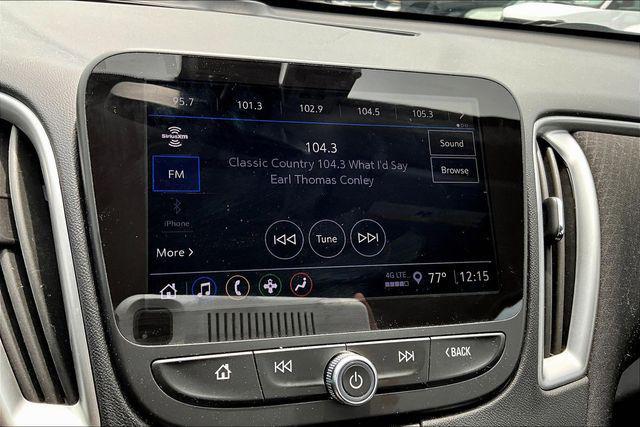 95.7 101.3 102.9 104.5 105.3
SiriusXM
104.3
Sound
Classic Country 104.3 What I'd Say
FM
Browse
Earl Thomas Conley
iPhone
Tune
More >
4G LTE 77° 12:15
<BACK